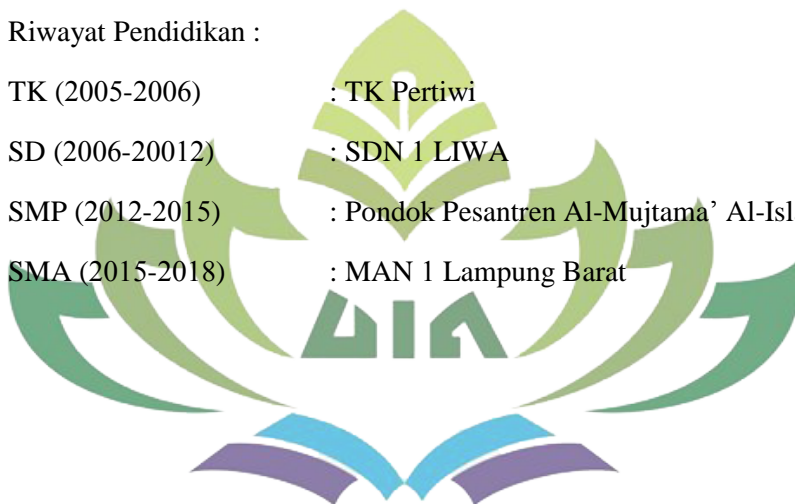 Riwayat Pendidikan :
TK (2005-2006) : TK Pertiwi
SD (2006-20012) : SDN 1 LIWA
SMP (2012-2015) : Pondok Pesantren Al-Mujtama’ Al-Isl
SMA (2015-2018) : MAN 1 Lampung Barat
UIN